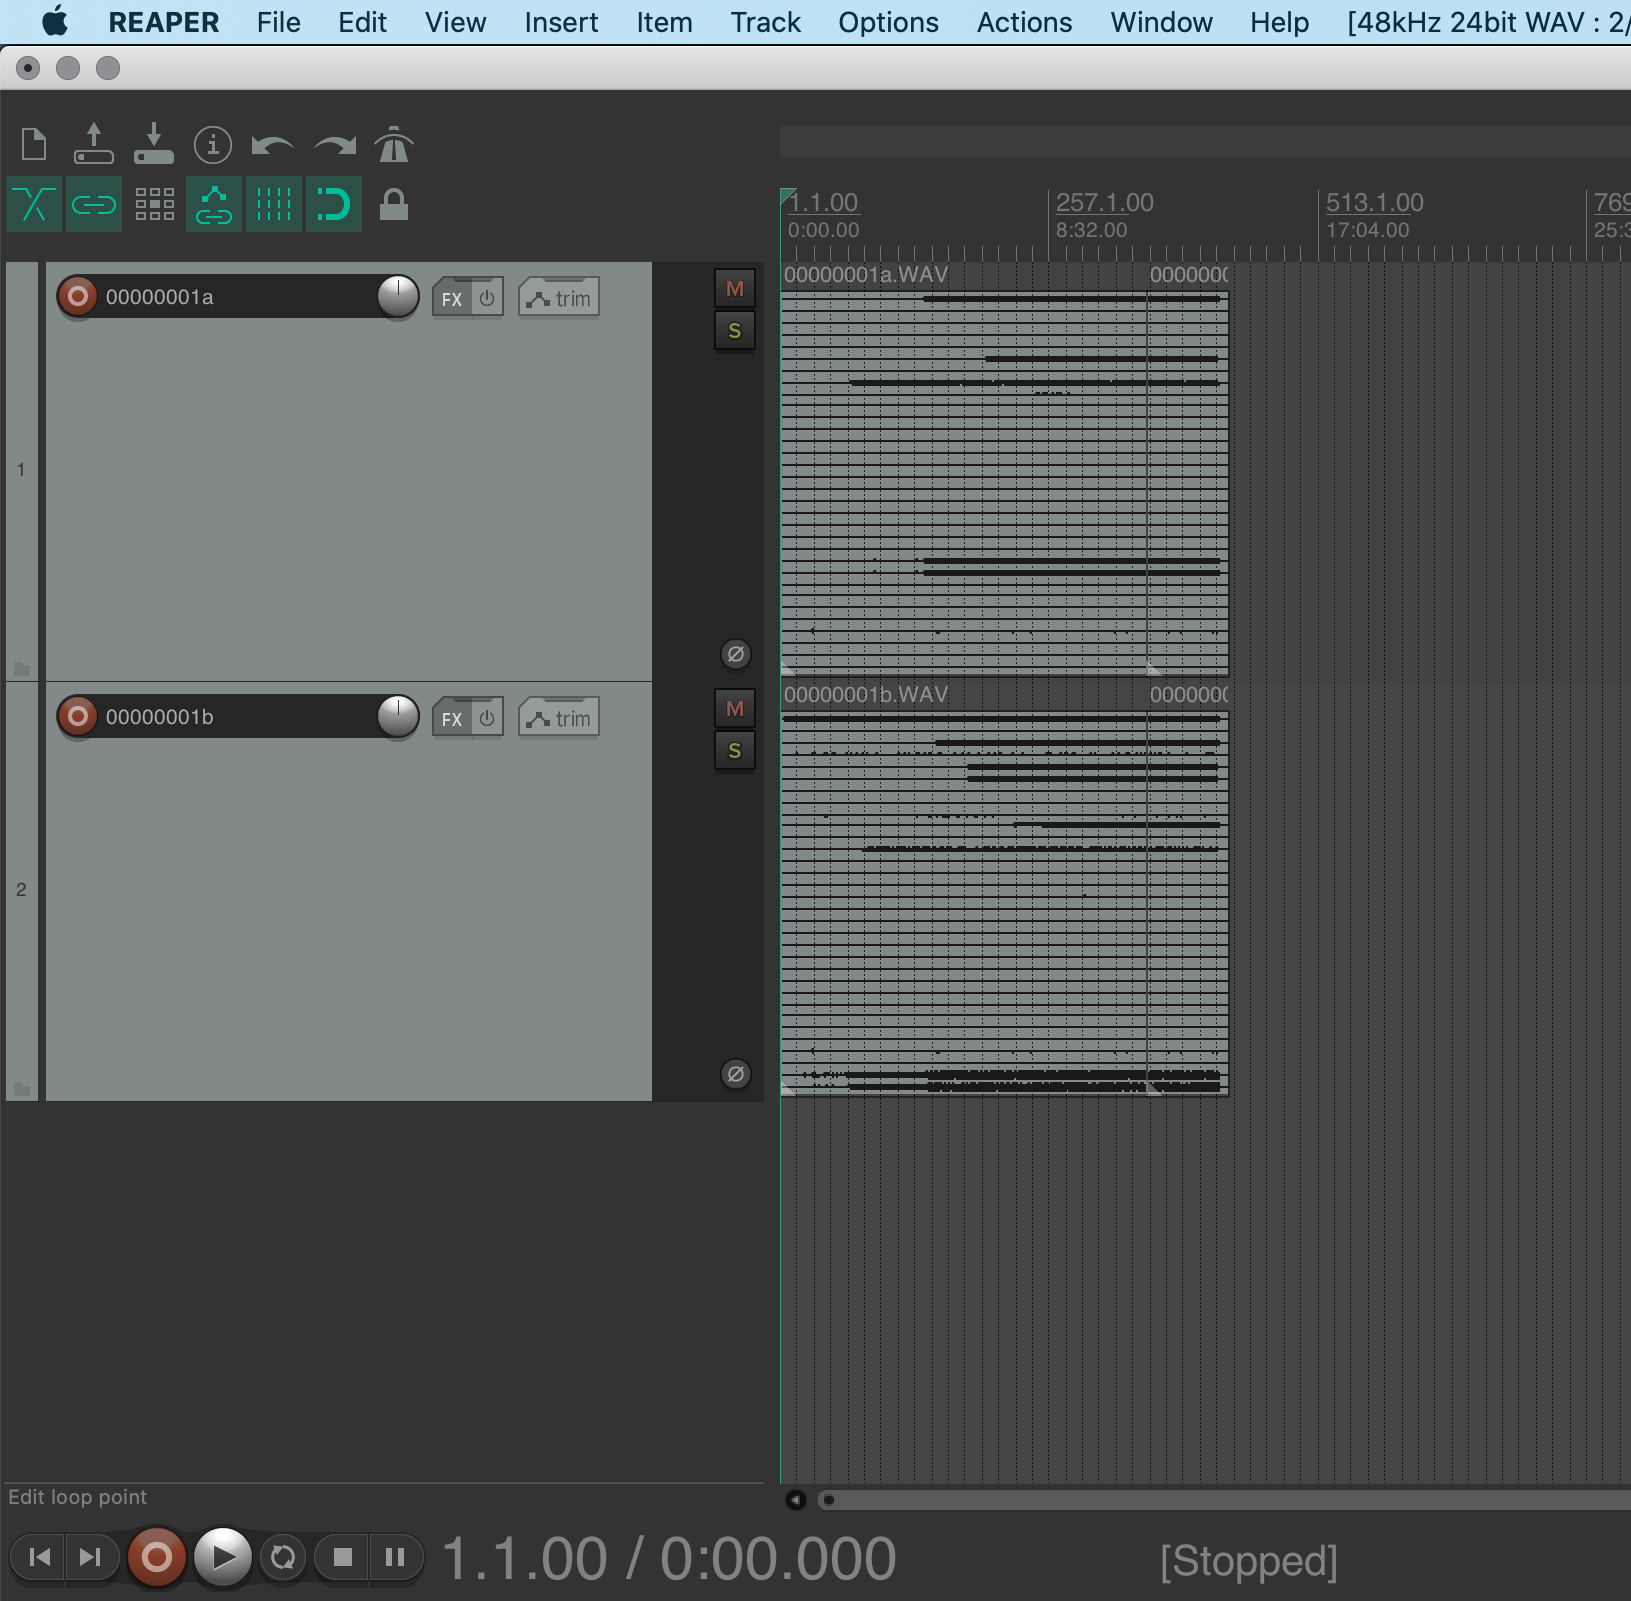 REAPER File Edit View Insert Item Track Options Actions Window Help [48kHz 24bit WAV : 2/
1.1.00 257.1.00 513.1.00 769
0:00.00 8:32.00 17:04.00 25:3
00000001a FX trim M
S
00000001a.WAV 0000000
1
00000001b FX trim M
S
00000001b.WAV 0000000
2
Edit loop point
1.1.00 / 0:00.000 [Stopped]